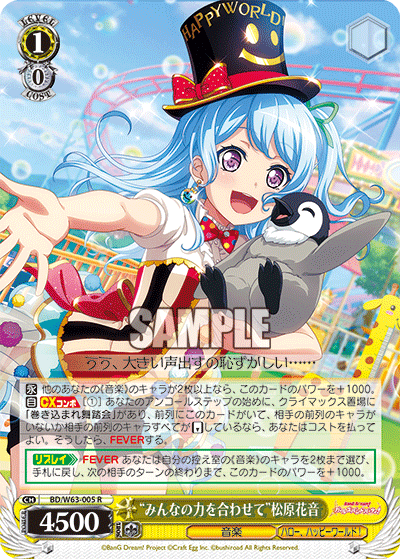 LEVEL
1
0
COST
HAPPY WORLD!
SAMPLE
うぅ、大きい声出すの恥ずかしい……
永 他のあなたの《音楽》のキャラが2枚以上なら、このカードのパワーを+1000。
自 CXコンボ [①] あなたのアンコールステップの始めに、クライマックス置場に
「巻き込まれ舞踏会」があり、前列にこのカードがいて、相手の前列のキャラが
いないか相手の前列のキャラすべてが【】しているなら、あなたはコストを払ってよ
い。そうしたら、FEVERする。
リプレイ FEVER あなたは自分の控え室の《音楽》のキャラを2枚まで選び、
手札に戻し、次の相手のターンの終わりまで、このカードのパワーを+1000。
CH BD/W63-005 R
4500
“みんなの力を合わせて”松原花音
音楽
ハロー、ハッピーワールド!
©BanG Dream! Project ©Craft Egg Inc. ©bushiroad All Rights Reserved.